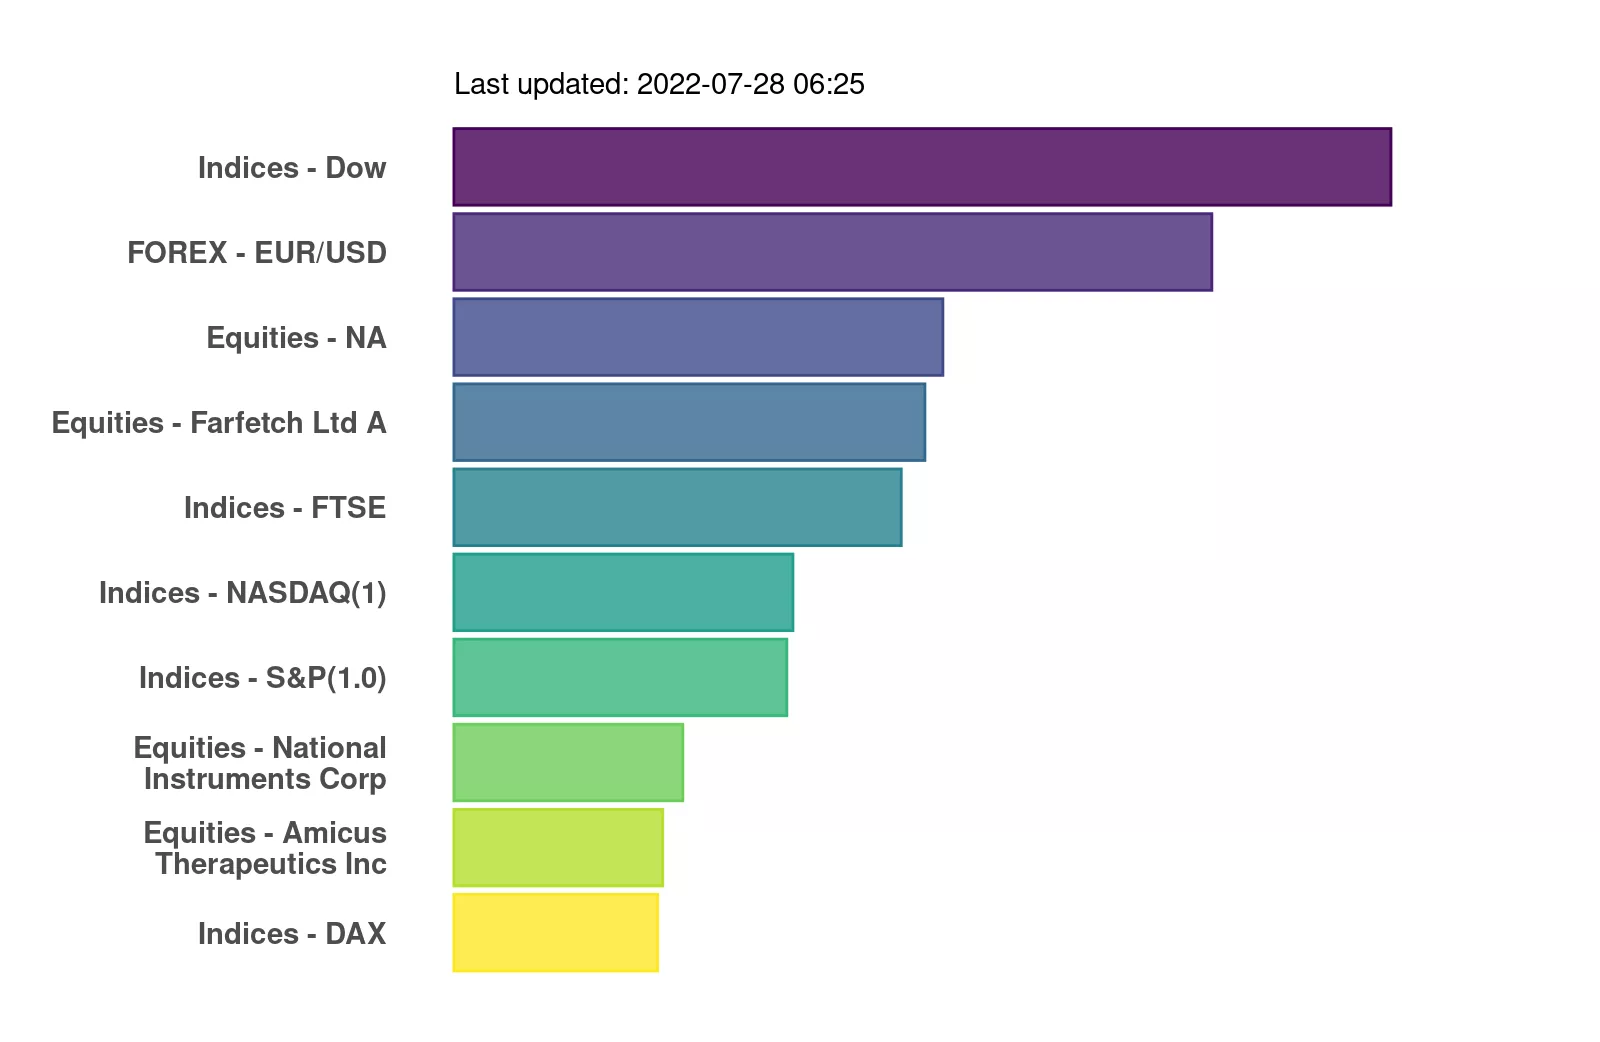 Last updated: 2022-07-28 06:25
Indices - Dow
FOREX - EUR/USD
Equities - NA
Equities - Farfetch Ltd A
Indices - FTSE
Indices - NASDAQ(1)
Indices - S&P(1.0)
Equities - National
Instruments Corp
Equities - Amicus
Therapeutics Inc
Indices - DAX